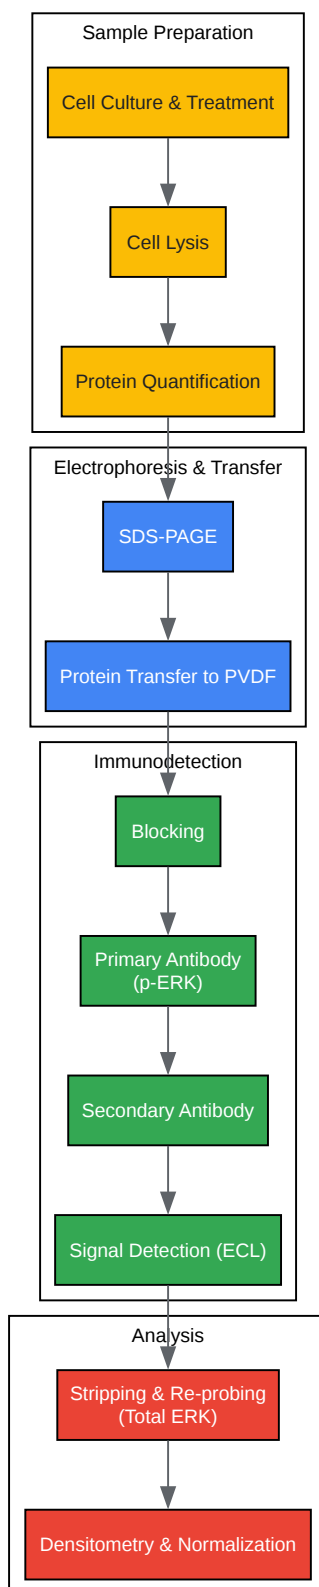 Sample Preparation
Cell Culture & Treatment
Cell Lysis
Protein Quantification
Electrophoresis & Transfer
SDS-PAGE
Protein Transfer to PVDF
Immunodetection
Blocking
Primary Antibody
(p-ERK)
Secondary Antibody
Signal Detection (ECL)
Analysis
Stripping & Re-probing
(Total ERK)
Densitometry & Normalization